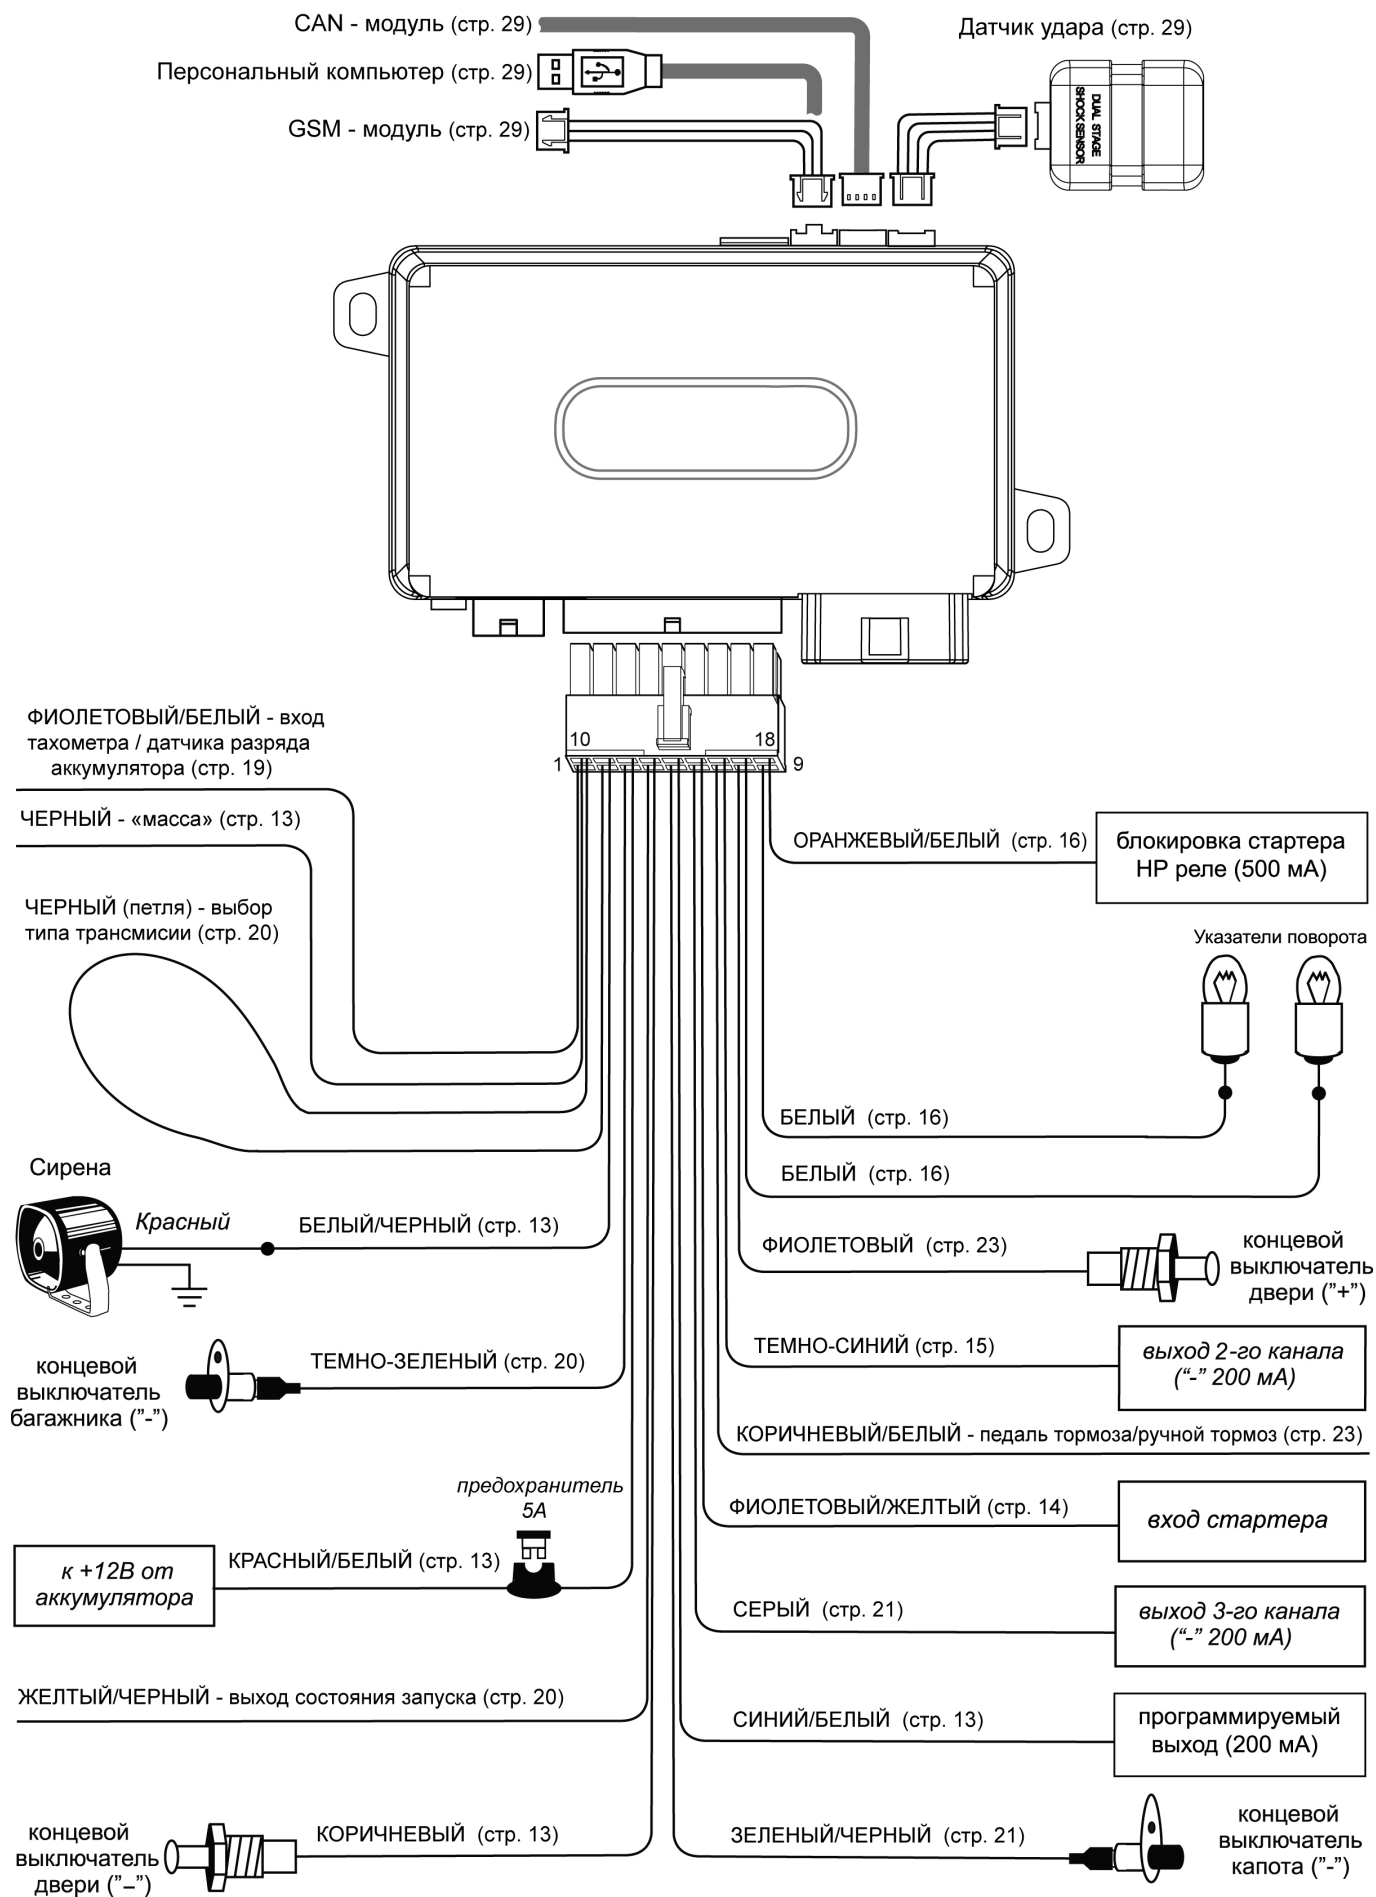 CAN - модуль (стр. 29)
Датчик удара (стр. 29)
Персональный компьютер (стр. 29)
GSM - модуль (стр. 29)
DUAL STAGE
SHOCK SENSOR
ФИОЛЕТОВЫЙ/БЕЛЫЙ - вход
тахометра / датчика разряда
аккумулятора (стр. 19)
10
18
1
9
ЧЕРНЫЙ - «масса» (стр. 13)
ОРАНЖЕВЫЙ/БЕЛЫЙ (стр. 16)
блокировка стартера
НР реле (500 мА)
ЧЕРНЫЙ (петля) - выбор
типа трансмисии (стр. 20)
Указатели поворота
БЕЛЫЙ (стр. 16)
БЕЛЫЙ (стр. 16)
Сирена
Красный
БЕЛЫЙ/ЧЕРНЫЙ (стр. 13)
ФИОЛЕТОВЫЙ (стр. 23)
концевой
выключатель
двери (”+”)
ТЕМНО-ЗЕЛЕНЫЙ (стр. 20)
концевой
выключатель
багажника (”-”)
ТЕМНО-СИНИЙ (стр. 15)
выход 2-го канала
(“-” 200 мА)
КОРИЧНЕВЫЙ/БЕЛЫЙ - педаль тормоза/ручной тормоз (стр. 23)
предохранитель
5А
ФИОЛЕТОВЫЙ/ЖЕЛТЫЙ (стр. 14)
вход стартера
к +12В от
аккумулятора
КРАСНЫЙ/БЕЛЫЙ (стр. 13)
СЕРЫЙ (стр. 21)
выход 3-го канала
(“-” 200 мА)
ЖЕЛТЫЙ/ЧЕРНЫЙ - выход состояния запуска (стр. 20)
СИНИЙ/БЕЛЫЙ (стр. 13)
программируемый
выход (200 мА)
концевой
выключатель
двери (”–”)
КОРИЧНЕВЫЙ (стр. 13)
ЗЕЛЕНЫЙ/ЧЕРНЫЙ (стр. 21)
концевой
выключатель
капота (”-”)